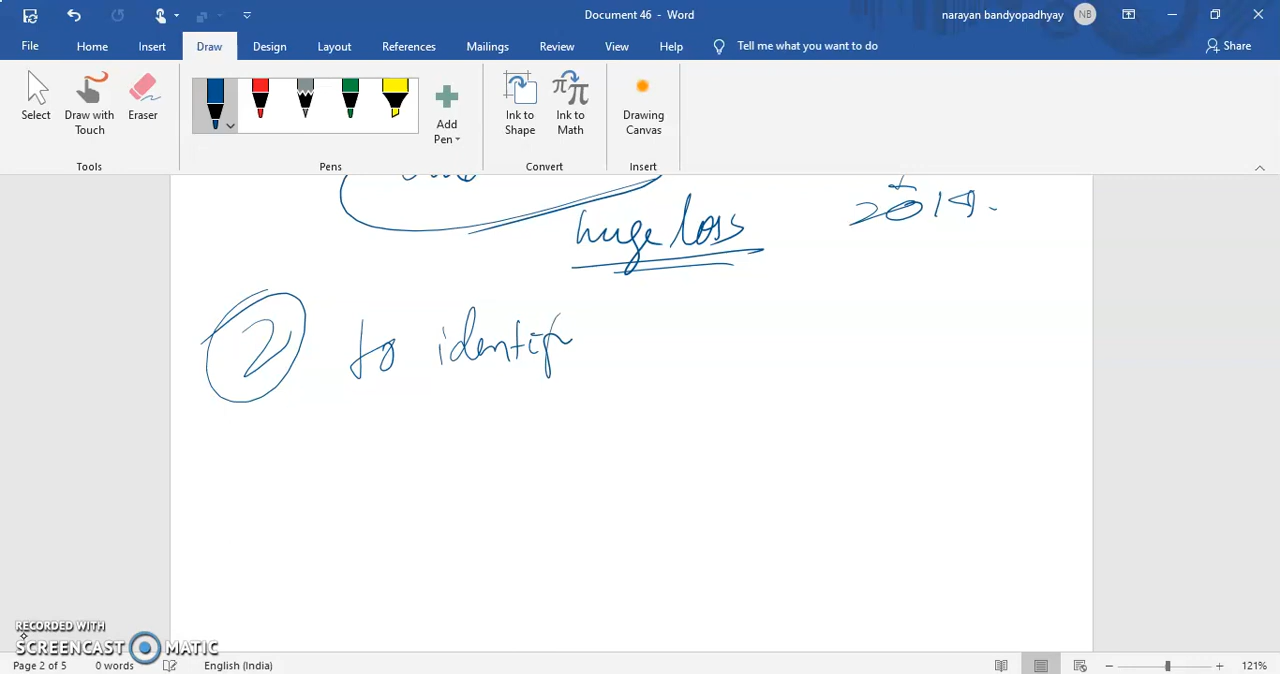 Document 46 - Word
narayan bandyopadhyay NB
File Home Insert Draw Design Layout References Mailings Review View Help Tell me what you want to do Share
Select Draw with Touch Eraser Add Pen Ink to Shape Ink to Math Drawing Canvas
Tools Pens Convert Insert
2019.
huge loss
2 to identif
RECORDED WITH
SCREENCAST MATIC
Page 2 of 5 0 words English (India) 121%